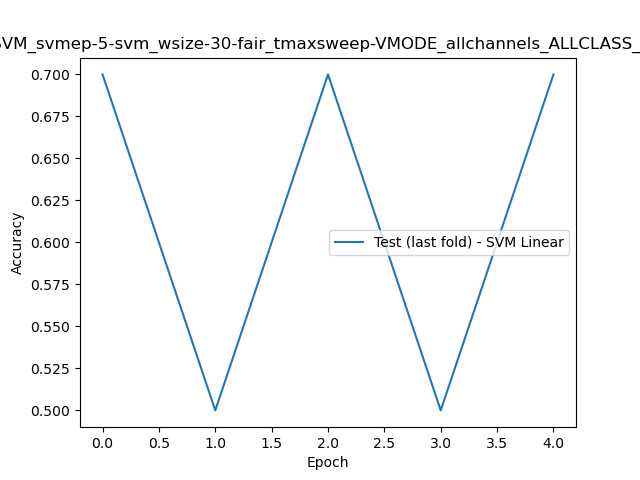 SVM_svmep-5-svm_wsize-30-fair_tmaxsweep-VMODE_allchannels_ALLCLASS_
Accuracy
0.700
0.675
0.650
0.625
0.600
0.575
0.550
0.525
0.500
Test (last fold) - SVM Linear
0.0 0.5 1.0 1.5 2.0 2.5 3.0 3.5 4.0
Epoch